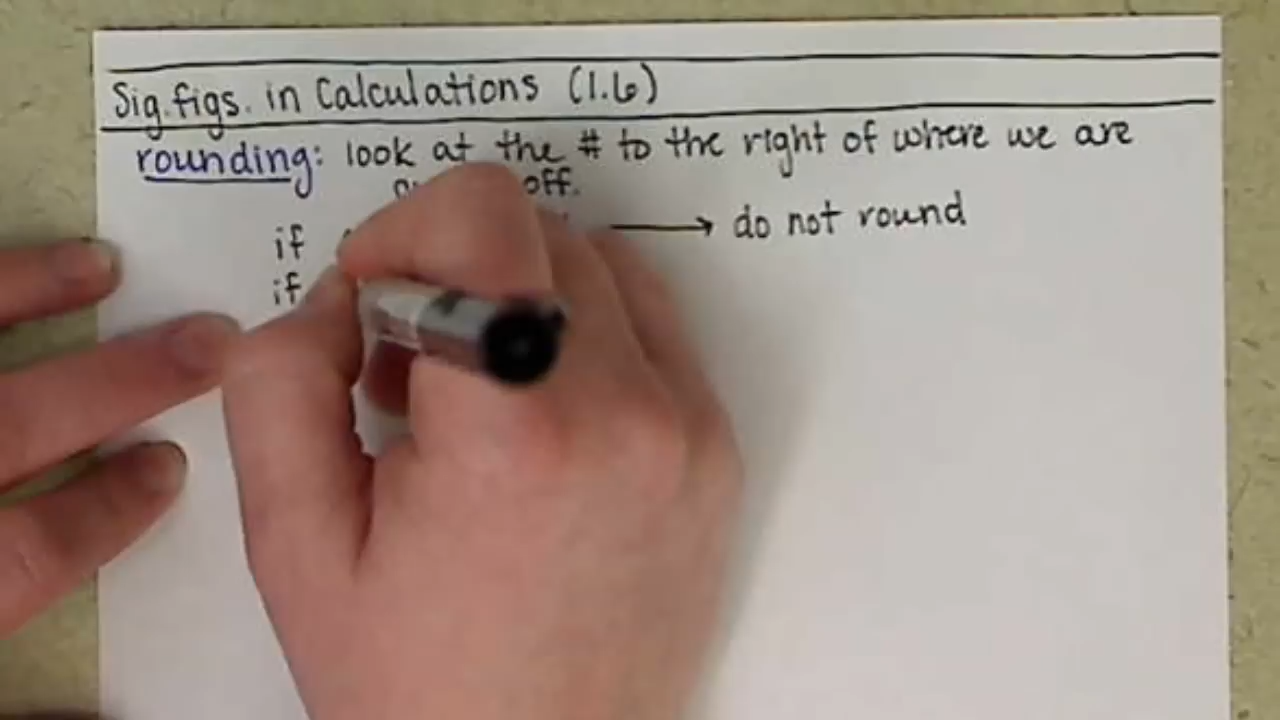 Sig. figs. in Calculations (1.6)
rounding: look at the # to the right of where we are
off.
if → do not round
if